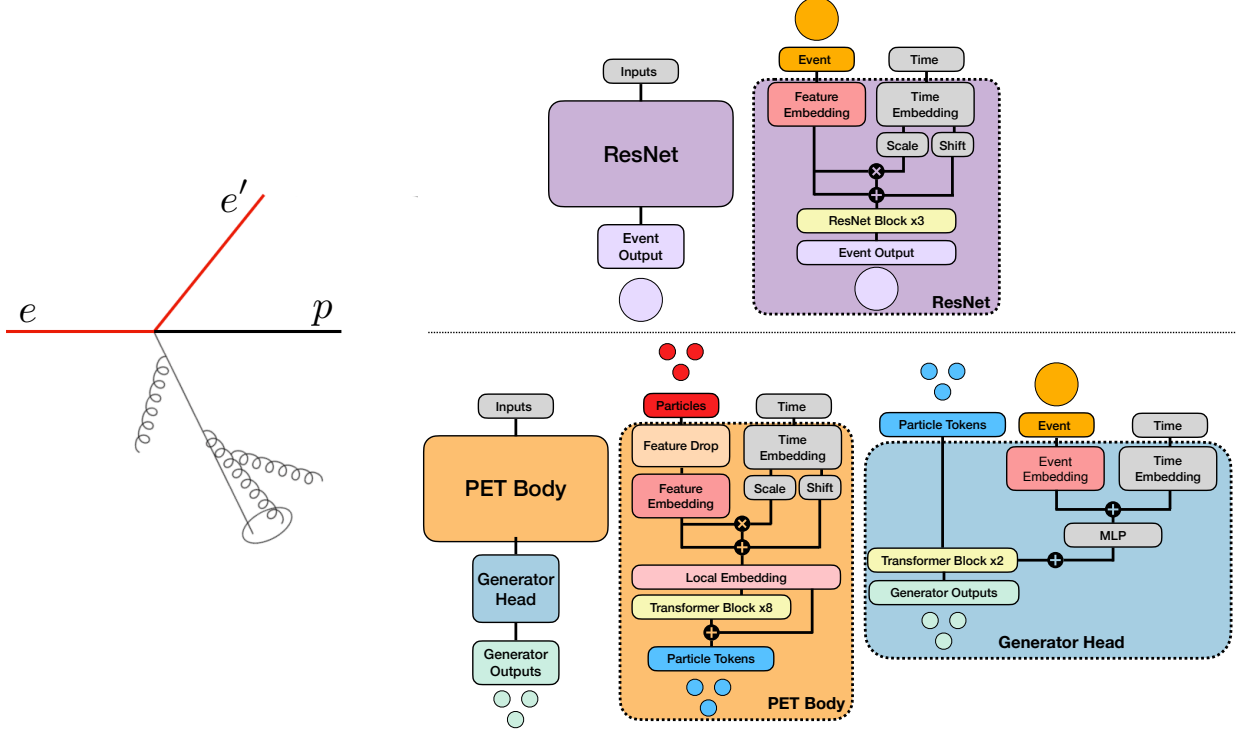 e′
e
p
Inputs
ResNet
Event
Output
Event
Time
Feature
Embedding
Time
Embedding
Scale
Shift
ResNet Block x3
Event Output
ResNet
Inputs
PET Body
Generator
Head
Generator
Outputs
Particles
Time
Feature Drop
Time
Embedding
Feature
Embedding
Scale
Shift
Local Embedding
Transformer Block x8
Particle Tokens
PET Body
Particle Tokens
Event
Time
Event
Embedding
Time
Embedding
MLP
Transformer Block x2
Generator Outputs
Generator Head